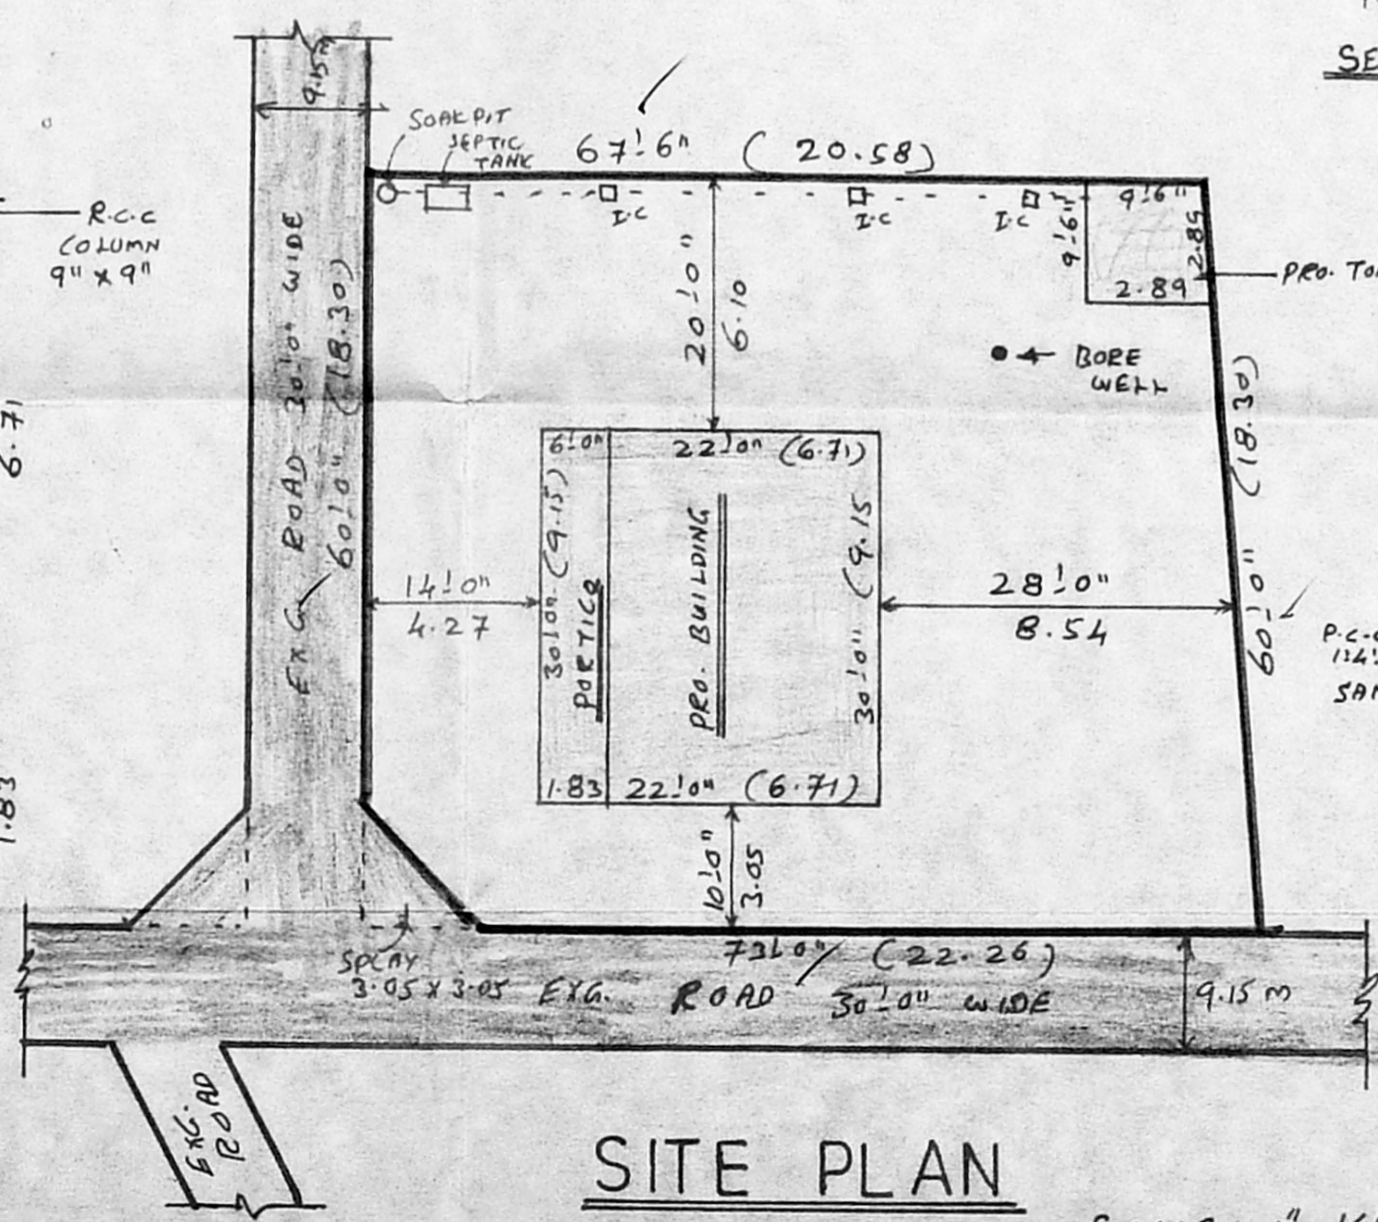 SE
9.15 m
SOAK PIT
SEPTIC
TANK
67'-6" (20.58)
R.C.C
COLUMN
9" x 9"
I.C
I.C
I.C
9'-6"
9'-6"
2.89
2.89
PRO. TOI
EXG ROAD 30'-0" WIDE
60'-0" (18.30)
20'-0"
6.10
BORE
WELL
6.71
6'-0"
22'-0" (6.71)
30'-0" (9.15)
PORTICO
PRO. BUILDING
30'-0" (9.15
14'-0"
4.27
28'-0"
8.54
60'-0" (18.30)
P.C.C
SAN
1.83
1.83
22'-0" (6.71)
10'-0"
3.05
73'-0" (22.26)
SPLAY
3.05 x 3.05
EXG. ROAD 30'-0" WIDE
9.15 m
EXG.
ROAD
SITE PLAN